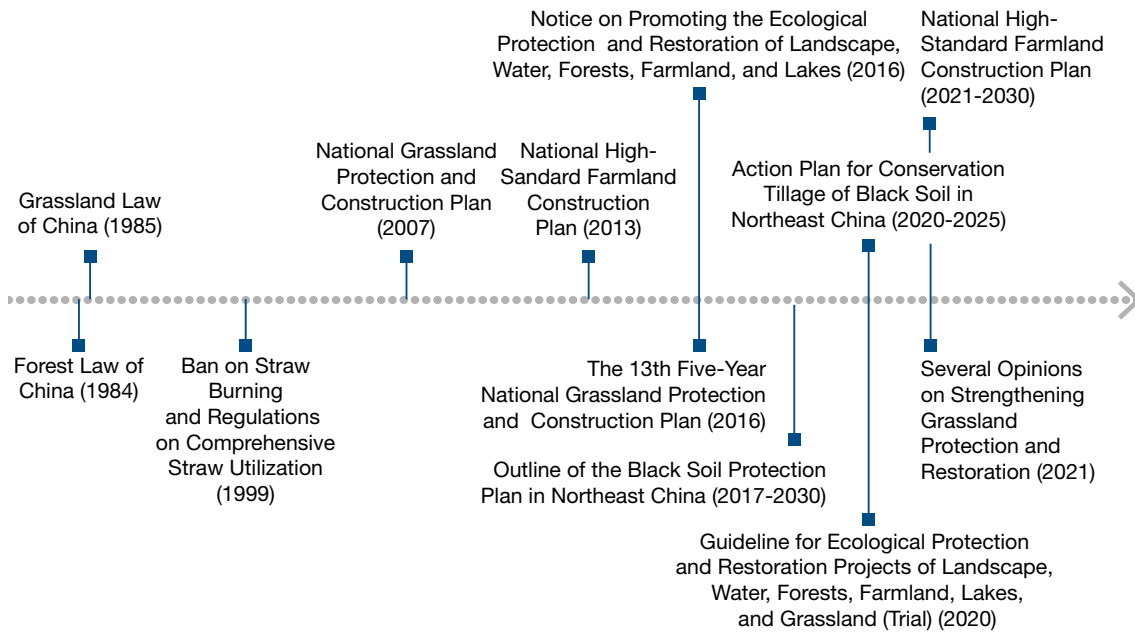 Notice on Promoting the Ecological
Protection and Restoration of Landscape,
Water, Forests, Farmland, and Lakes (2016)
National High-
Standard Farmland
Construction Plan
(2021-2030)
National Grassland
Protection and
Construction Plan
(2007)
National High-
Sandard Farmland
Construction
Plan (2013)
Action Plan for Conservation
Tillage of Black Soil in
Northeast China (2020-2025)
Grassland Law
of China (1985)
Forest Law of
China (1984)
Ban on Straw
Burning
and Regulations
on Comprehensive
Straw Utilization
(1999)
The 13th Five-Year
National Grassland Protection
and Construction Plan (2016)
Several Opinions
on Strengthening
Grassland
Protection and
Restoration (2021)
Outline of the Black Soil Protection
Plan in Northeast China (2017-2030)
Guideline for Ecological Protection
and Restoration Projects of Landscape,
Water, Forests, Farmland, Lakes,
and Grassland (Trial) (2020)